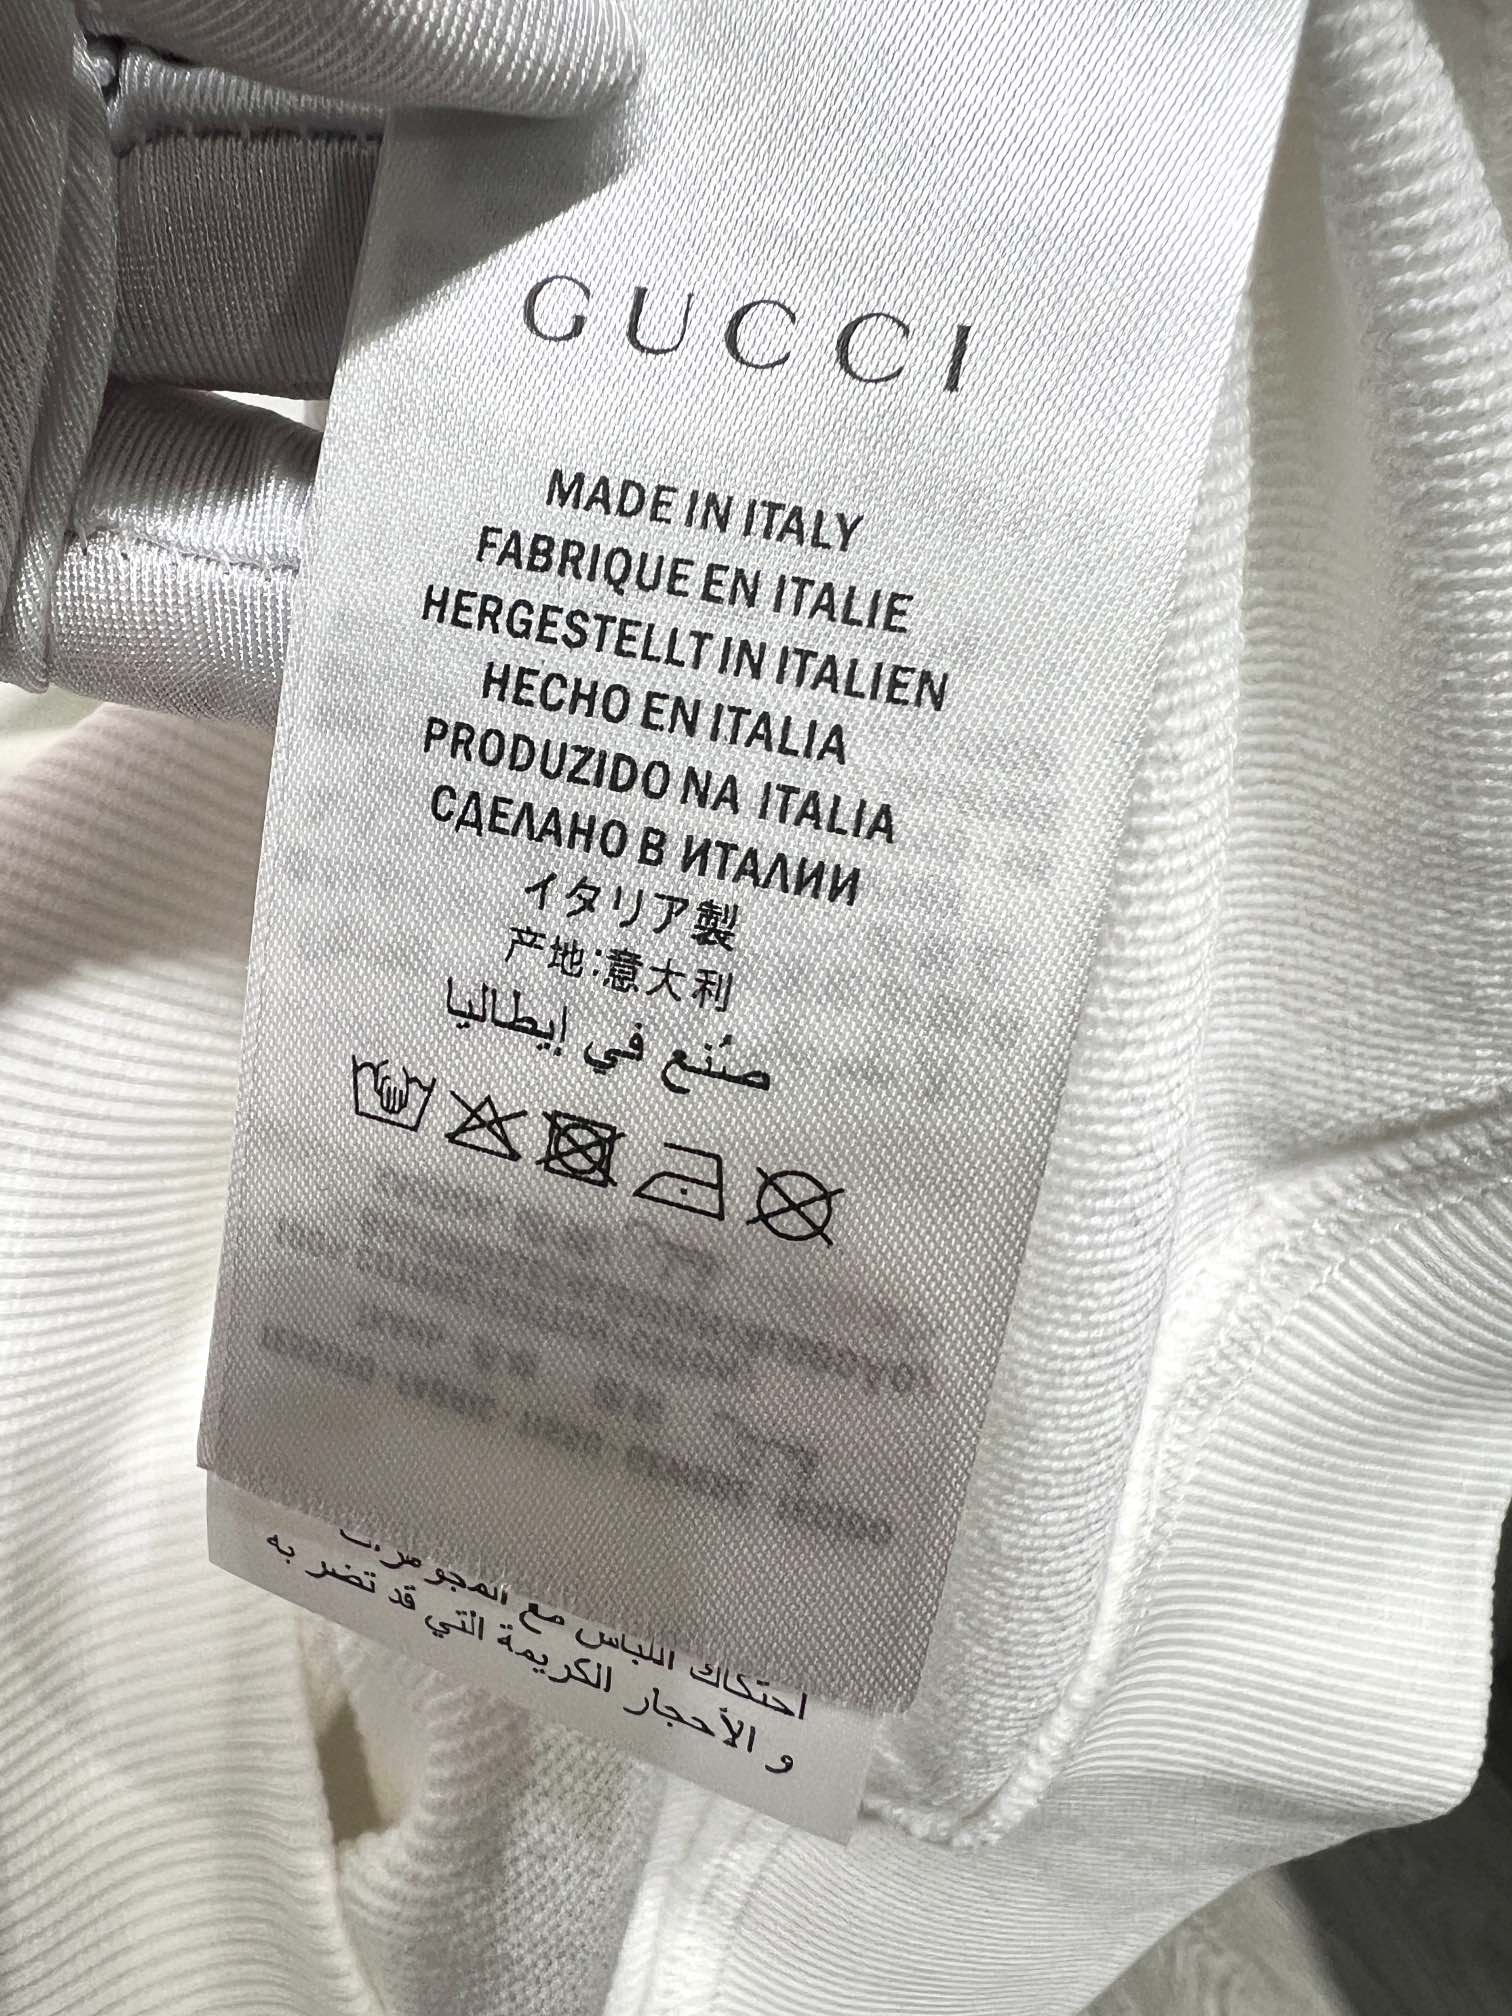 GUCCI
MADE IN ITALY
FABRIQUE EN ITALIE
HERGESTELLT IN ITALIEN
HECHO EN ITALIA
PRODUZIDO NA ITALIA
СДЕЛАНО В ИТАЛИИ
イタリア製
产地:意大利
صُنع في إيطاليا
احتكاك اللباس مع المجوهرات
و الأحجار الكريمة التي قد تضر به